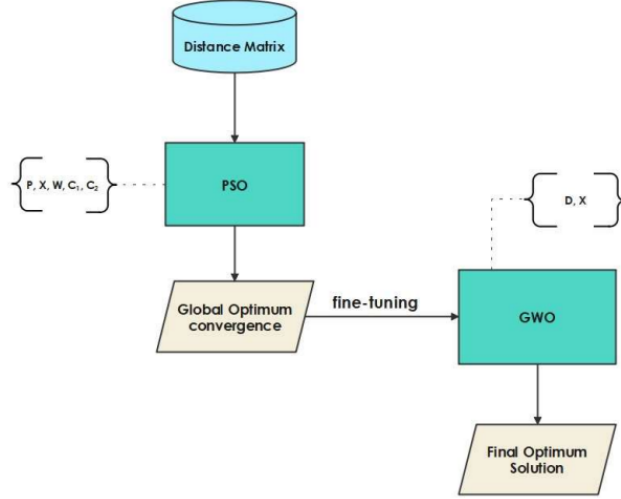 Distance Matrix
P, X, W, C₁, C₂
PSO
D, X
Global Optimum
convergence
fine-tuning
GWO
Final Optimum
Solution